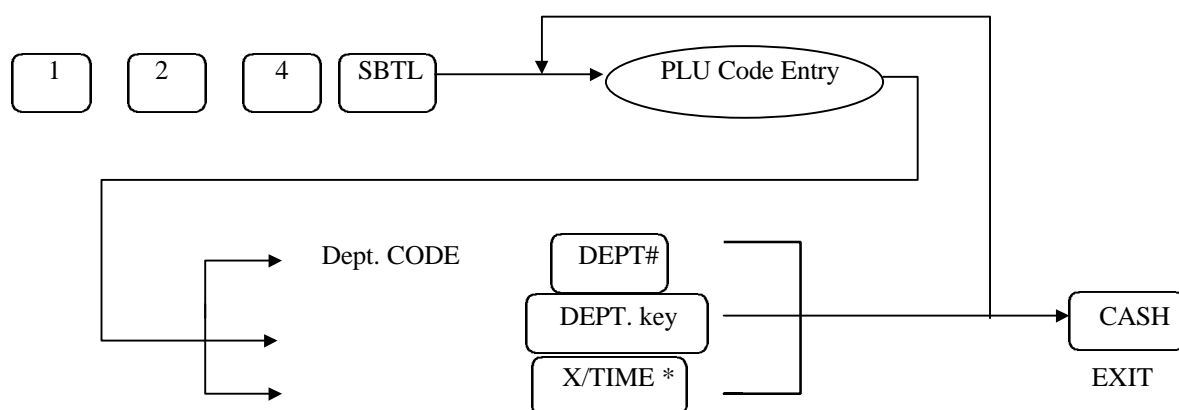 1 2 4 SBTL PLU Code Entry
Dept. CODE DEPT#
DEPT. key CASH
X/TIME * EXIT